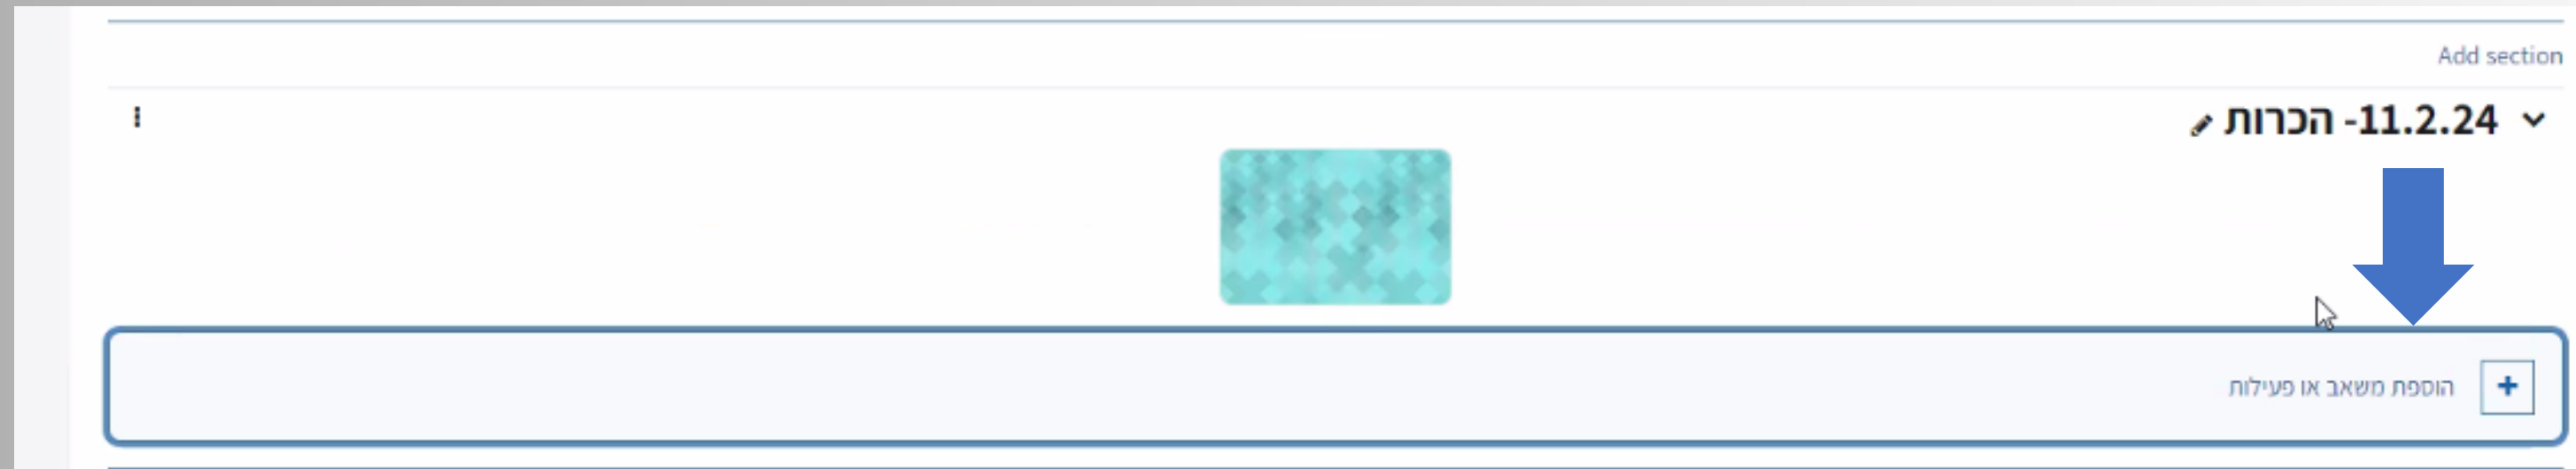 Add section
11.2.24- הכרות
הוספת משאב או פעילות